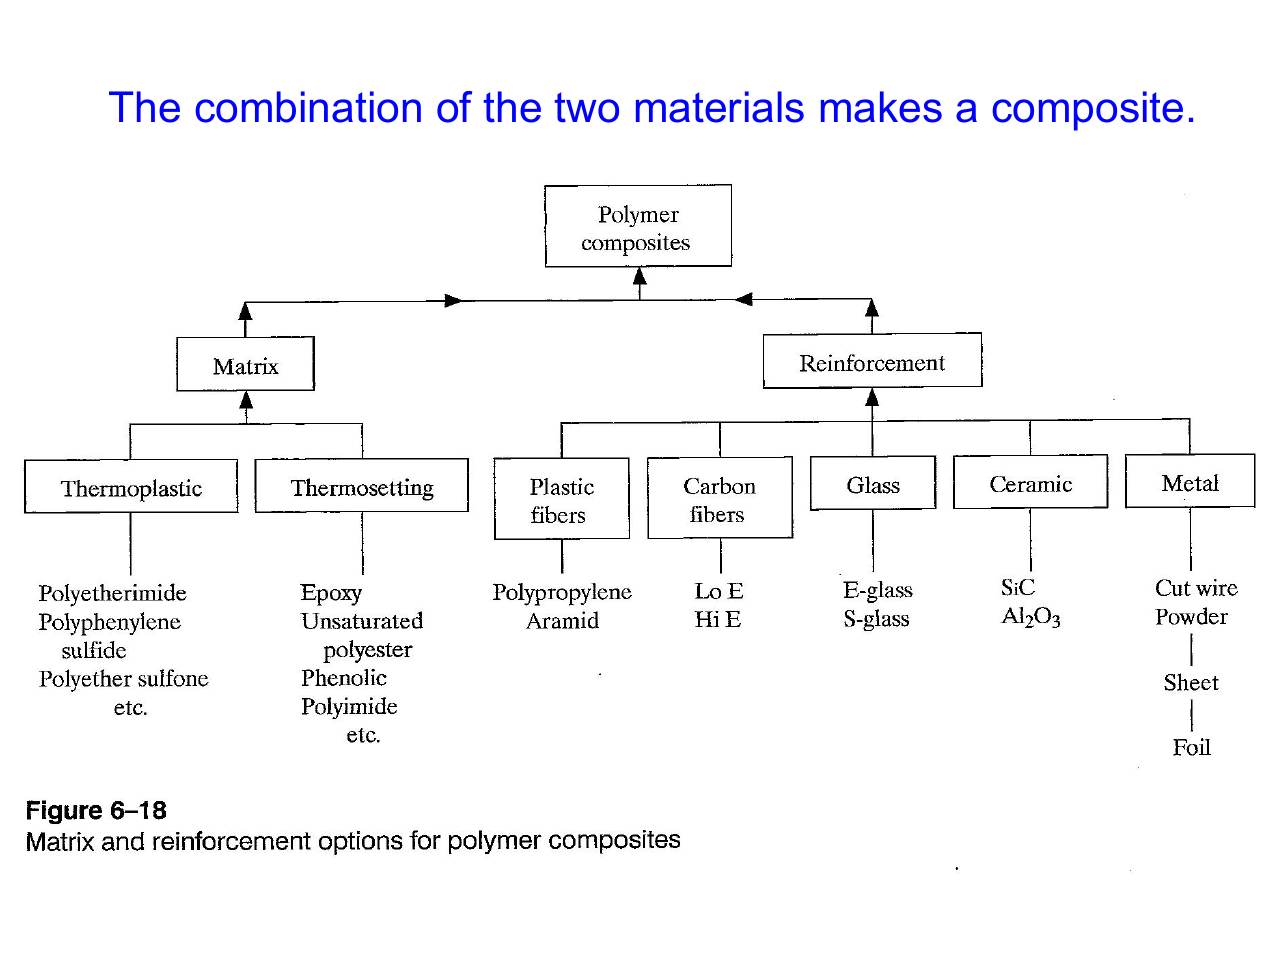 The combination of the two materials makes a composite.
Polymer
composites
Matrix
Reinforcement
Thermoplastic
Thermosetting
Plastic
fibers
Carbon
fibers
Glass
Ceramic
Metal
Polyetherimide
Polyphenylene
sulfide
Polyether sulfone
etc.
Epoxy
Unsaturated
polyester
Phenolic
Polyimide
etc.
Polypropylene
Aramid
Lo E
Hi E
E-glass
S-glass
SiC
Al₂O₃
Cut wire
Powder
Sheet
Foil
Figure 6–18
Matrix and reinforcement options for polymer composites